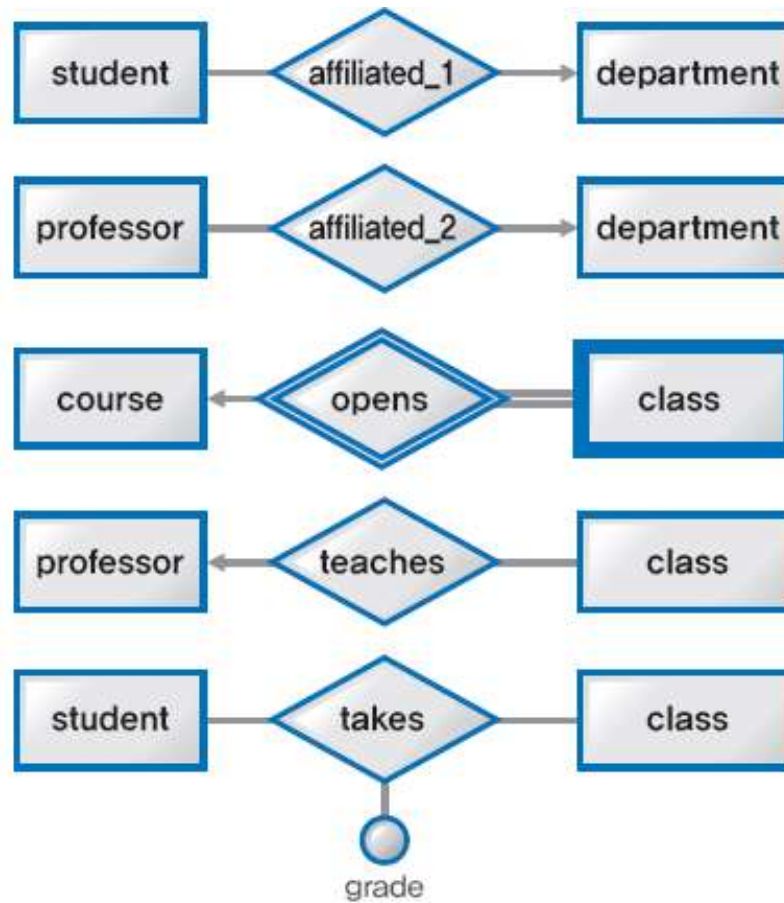 student affiliated_1 department
professor affiliated_2 department
course opens class
professor teaches class
student takes class
grade